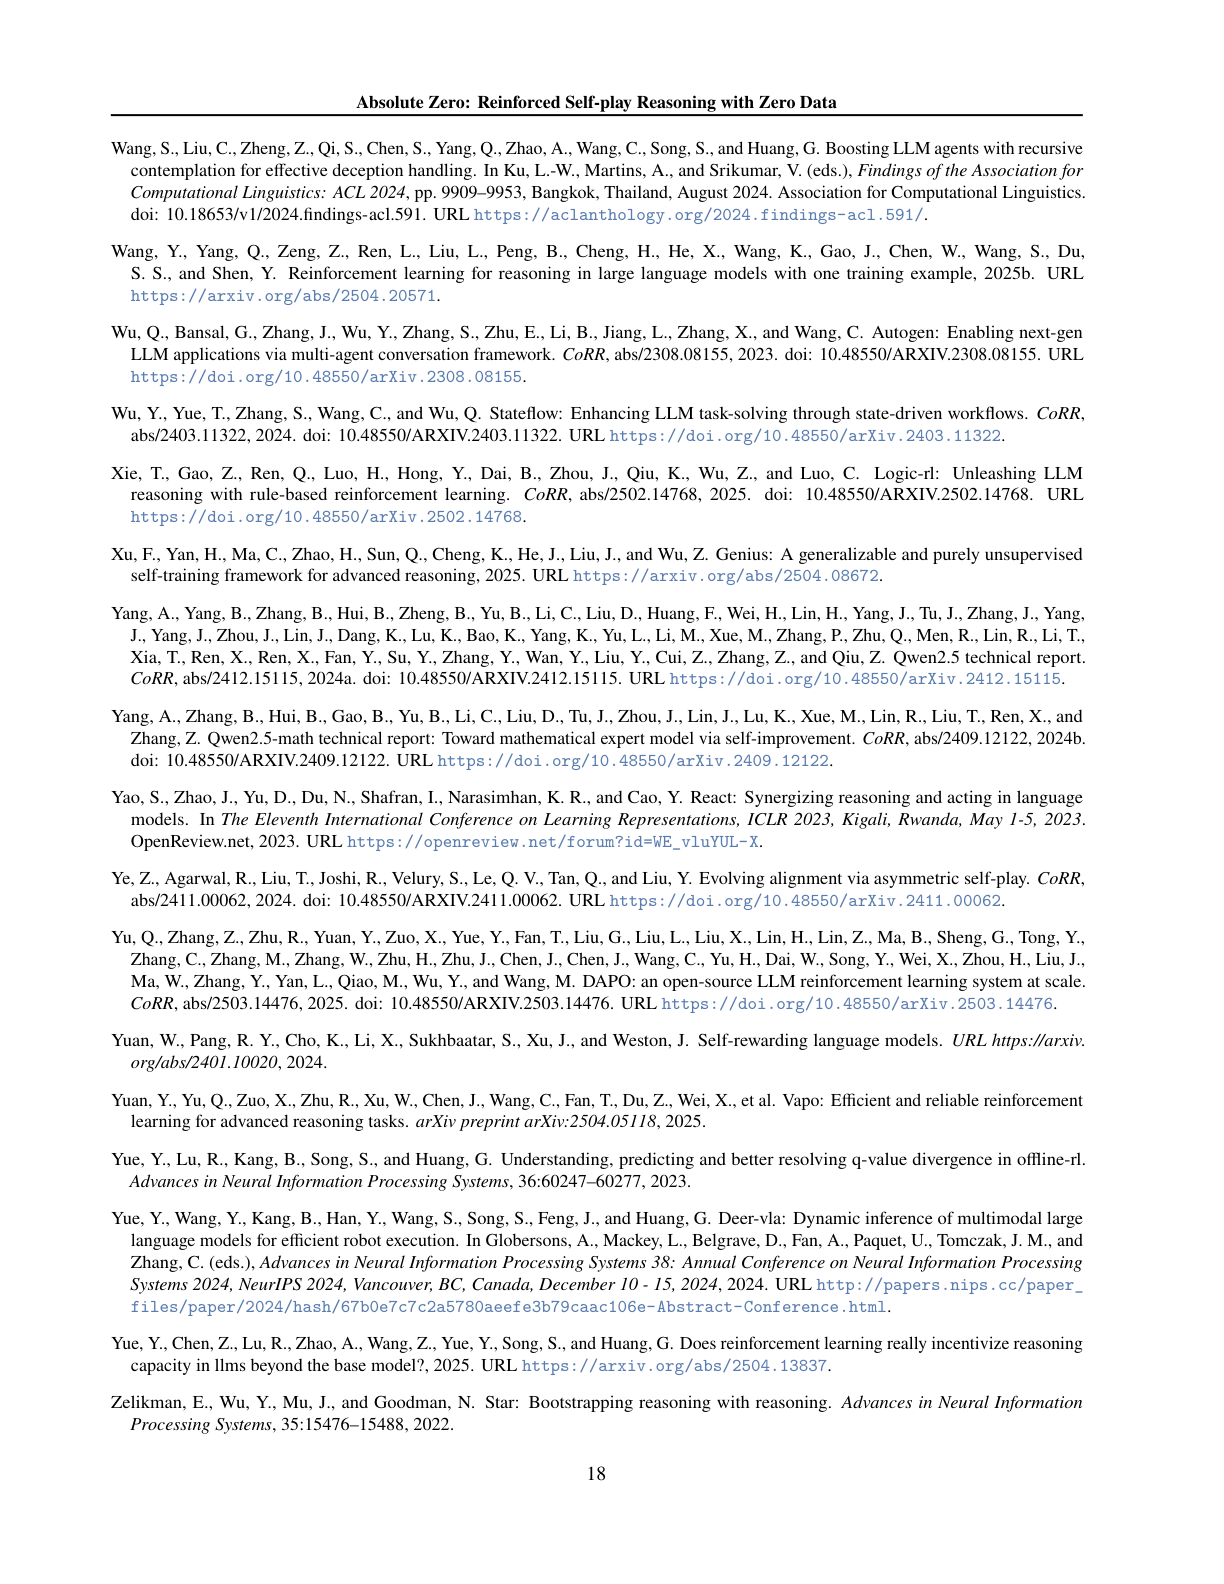 Absolute Zero: Reinforced Self-play Reasoning with Zero Data
Wang, S., Liu, C., Zheng, Z., Qi, S., Chen, S., Yang, Q., Zhao, A., Wang, C., Song, S., and Huang, G. Boosting LLM agents with recursive
contemplation for effective deception handling. In Ku, L.-W., Martins, A., and Srikumar, V. (eds.), Findings of the Association for
Computational Linguistics: ACL 2024, pp. 9909–9953, Bangkok, Thailand, August 2024. Association for Computational Linguistics.
doi: 10.18653/v1/2024.findings-acl.591. URL https://aclanthology.org/2024.findings-acl.591/.
Wang, Y., Yang, Q., Zeng, Z., Ren, L., Liu, L., Peng, B., Cheng, H., He, X., Wang, K., Gao, J., Chen, W., Wang, S., Du,
S. S., and Shen, Y. Reinforcement learning for reasoning in large language models with one training example, 2025b. URL
https://arxiv.org/abs/2504.20571.
Wu, Q., Bansal, G., Zhang, J., Wu, Y., Zhang, S., Zhu, E., Li, B., Jiang, L., Zhang, X., and Wang, C. Autogen: Enabling next-gen
LLM applications via multi-agent conversation framework. CoRR, abs/2308.08155, 2023. doi: 10.48550/ARXIV.2308.08155. URL
https://doi.org/10.48550/arXiv.2308.08155.
Wu, Y., Yue, T., Zhang, S., Wang, C., and Wu, Q. Stateflow: Enhancing LLM task-solving through state-driven workflows. CoRR,
abs/2403.11322, 2024. doi: 10.48550/ARXIV.2403.11322. URL https://doi.org/10.48550/arXiv.2403.11322.
Xie, T., Gao, Z., Ren, Q., Luo, H., Hong, Y., Dai, B., Zhou, J., Qiu, K., Wu, Z., and Luo, C. Logic-rl: Unleashing LLM
reasoning with rule-based reinforcement learning. CoRR, abs/2502.14768, 2025. doi: 10.48550/ARXIV.2502.14768. URL
https://doi.org/10.48550/arXiv.2502.14768.
Xu, F., Yan, H., Ma, C., Zhao, H., Sun, Q., Cheng, K., He, J., Liu, J., and Wu, Z. Genius: A generalizable and purely unsupervised
self-training framework for advanced reasoning, 2025. URL https://arxiv.org/abs/2504.08672.
Yang, A., Yang, B., Zhang, B., Hui, B., Zheng, B., Yu, B., Li, C., Liu, D., Huang, F., Wei, H., Lin, H., Yang, J., Tu, J., Zhang, J., Yang,
J., Yang, J., Zhou, J., Lin, J., Dang, K., Lu, K., Bao, K., Yang, K., Yu, L., Li, M., Xue, M., Zhang, P., Zhu, Q., Men, R., Lin, R., Li, T.,
Xia, T., Ren, X., Ren, X., Fan, Y., Su, Y., Zhang, Y., Wan, Y., Liu, Y., Cui, Z., Zhang, Z., and Qiu, Z. Qwen2.5 technical report.
CoRR, abs/2412.15115, 2024a. doi: 10.48550/ARXIV.2412.15115. URL https://doi.org/10.48550/arXiv.2412.15115.
Yang, A., Zhang, B., Hui, B., Gao, B., Yu, B., Li, C., Liu, D., Tu, J., Zhou, J., Lin, J., Lu, K., Xue, M., Lin, R., Liu, T., Ren, X., and
Zhang, Z. Qwen2.5-math technical report: Toward mathematical expert model via self-improvement. CoRR, abs/2409.12122, 2024b.
doi: 10.48550/ARXIV.2409.12122. URL https://doi.org/10.48550/arXiv.2409.12122.
Yao, S., Zhao, J., Yu, D., Du, N., Shafran, I., Narasimhan, K. R., and Cao, Y. React: Synergizing reasoning and acting in language
models. In The Eleventh International Conference on Learning Representations, ICLR 2023, Kigali, Rwanda, May 1-5, 2023.
OpenReview.net, 2023. URL https://openreview.net/forum?id=WE_vluYUL-X.
Ye, Z., Agarwal, R., Liu, T., Joshi, R., Velury, S., Le, Q. V., Tan, Q., and Liu, Y. Evolving alignment via asymmetric self-play. CoRR,
abs/2411.00062, 2024. doi: 10.48550/ARXIV.2411.00062. URL https://doi.org/10.48550/arXiv.2411.00062.
Yu, Q., Zhang, Z., Zhu, R., Yuan, Y., Zuo, X., Yue, Y., Fan, T., Liu, G., Liu, L., Liu, X., Lin, H., Lin, Z., Ma, B., Sheng, G., Tong, Y.,
Zhang, C., Zhang, M., Zhang, W., Zhu, H., Zhu, J., Chen, J., Chen, J., Wang, C., Yu, H., Dai, W., Song, Y., Wei, X., Zhou, H., Liu, J.,
Ma, W., Zhang, Y., Yan, L., Qiao, M., Wu, Y., and Wang, M. DAPO: an open-source LLM reinforcement learning system at scale.
CoRR, abs/2503.14476, 2025. doi: 10.48550/ARXIV.2503.14476. URL https://doi.org/10.48550/arXiv.2503.14476.
Yuan, W., Pang, R. Y., Cho, K., Li, X., Sukhbaatar, S., Xu, J., and Weston, J. Self-rewarding language models. URL https://arxiv.
org/abs/2401.10020, 2024.
Yuan, Y., Yu, Q., Zuo, X., Zhu, R., Xu, W., Chen, J., Wang, C., Fan, T., Du, Z., Wei, X., et al. Vapo: Efficient and reliable reinforcement
learning for advanced reasoning tasks. arXiv preprint arXiv:2504.05118, 2025.
Yue, Y., Lu, R., Kang, B., Song, S., and Huang, G. Understanding, predicting and better resolving q-value divergence in offline-rl.
Advances in Neural Information Processing Systems, 36:60247–60277, 2023.
Yue, Y., Wang, Y., Kang, B., Han, Y., Wang, S., Song, S., Feng, J., and Huang, G. Deer-vla: Dynamic inference of multimodal large
language models for efficient robot execution. In Globersons, A., Mackey, L., Belgrave, D., Fan, A., Paquet, U., Tomczak, J. M., and
Zhang, C. (eds.), Advances in Neural Information Processing Systems 38: Annual Conference on Neural Information Processing
Systems 2024, NeurIPS 2024, Vancouver, BC, Canada, December 10 - 15, 2024, 2024. URL http://papers.nips.cc/paper_
files/paper/2024/hash/67b0e7c7c2a5780aeefe3b79caac106e-Abstract-Conference.html.
Yue, Y., Chen, Z., Lu, R., Zhao, A., Wang, Z., Yue, Y., Song, S., and Huang, G. Does reinforcement learning really incentivize reasoning
capacity in llms beyond the base model?, 2025. URL https://arxiv.org/abs/2504.13837.
Zelikman, E., Wu, Y., Mu, J., and Goodman, N. Star: Bootstrapping reasoning with reasoning. Advances in Neural Information
Processing Systems, 35:15476–15488, 2022.
18